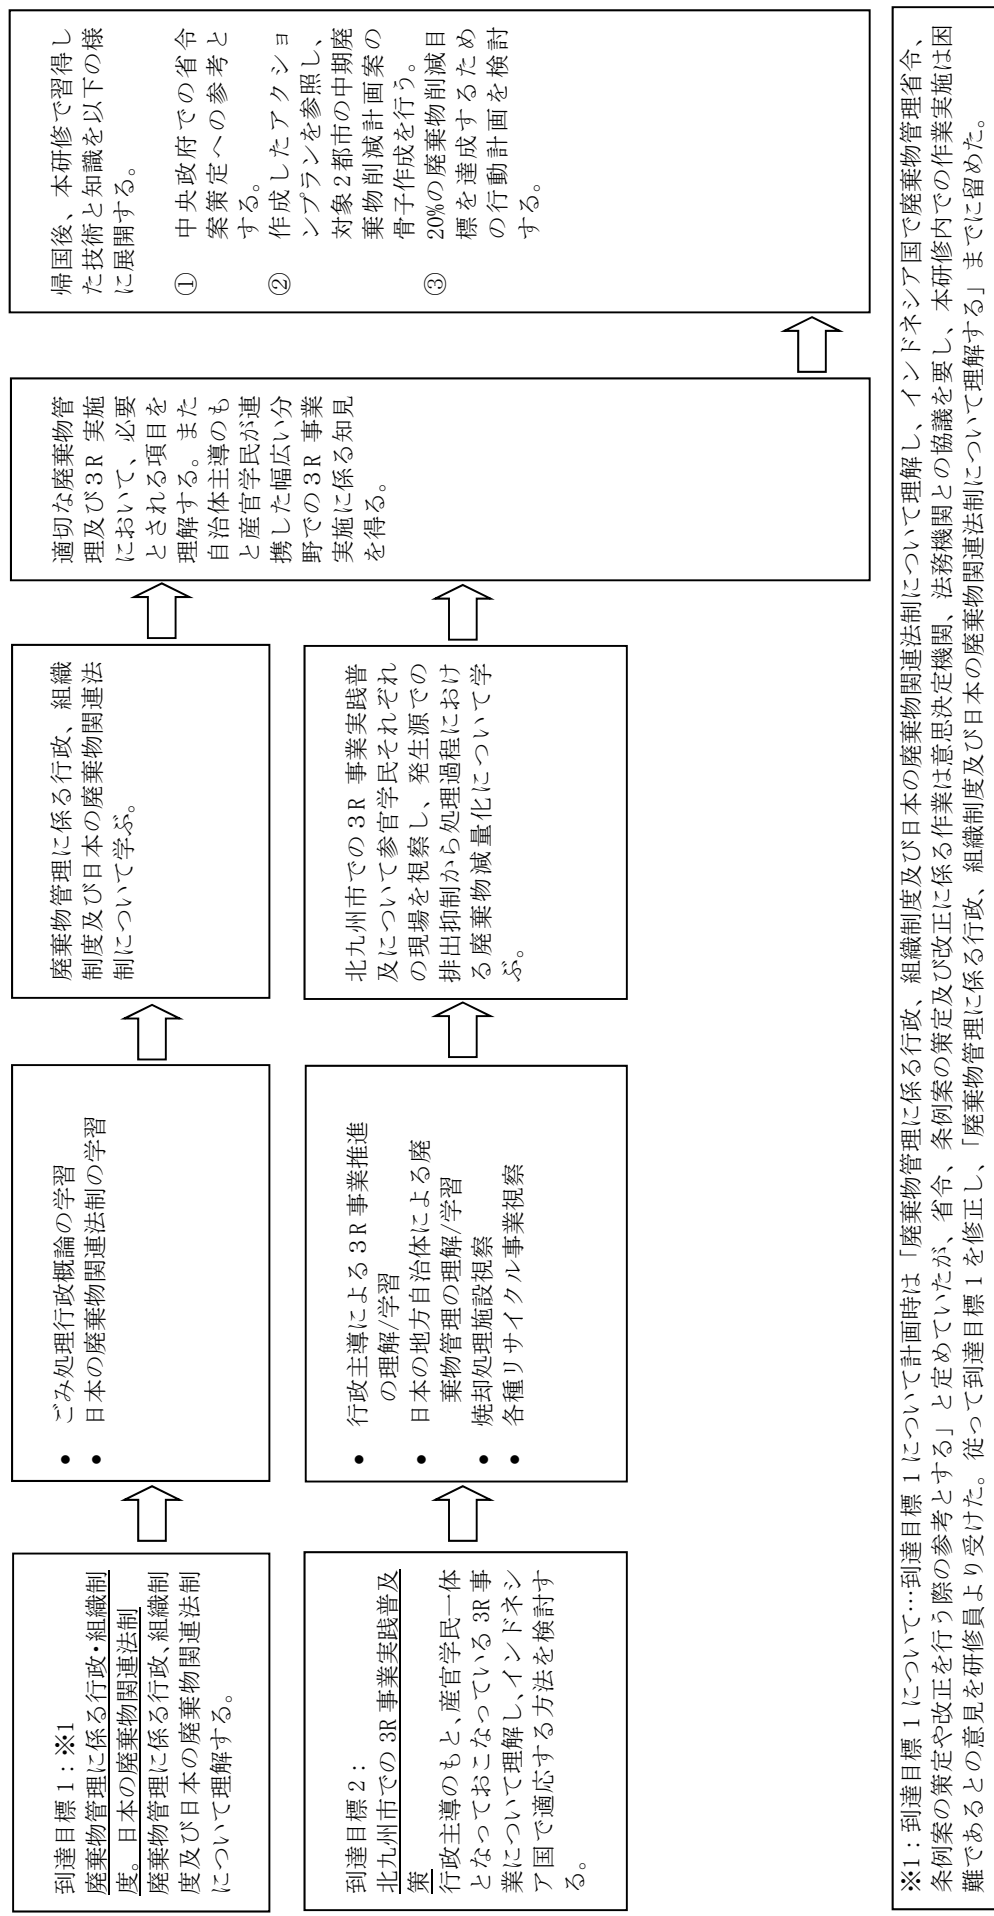 到達目標 1：※1
廃棄物管理に係る行政・組織制
度。日本の廃棄物関連法制
廃棄物管理に係る行政、組織制
度及び日本の廃棄物関連法制
について理解する。
● ごみ処理行政概論の学習
● 日本の廃棄物関連法制の学習
廃棄物管理に係る行政、組織
制度及び日本の廃棄物関連法
制について学ぶ。
到達目標 2：
北九州市での 3R 事業実践普及
策
行政主導のもと、産官学民一体
となっておこなっている 3R 事
業について理解し、インドネシ
ア国で適応する方法を検討す
る。
● 行政主導による３R 事業推進
の理解/学習
● 日本の地方自治体による廃
棄物管理の理解/学習
● 焼却処理施設視察
● 各種リサイクル事業視察
北九州市での３R 事業実践普
及について参官学民それぞれ
の現場を視察し、発生源での
排出抑制から処理過程におけ
る廃棄物減量化について学
ぶ。
適切な廃棄物管
理及び３R 実施
において、必要
とされる項目を
理解する。また
自治体主導のも
と産官学民が連
携した幅広い分
野での３R 事業
実施に係る知見
を得る。
帰国後、本研修で習得し
た技術と知識を以下の様
に展開する。
① 中央政府での省令
案策定への参考と
する。
② 作成したアクショ
ンプランを参照し、
対象2都市の中期廃
棄物削減計画案の
骨子作成を行う。
③ 20%の廃棄物削減目
標を達成するため
の行動計画を検討
する。
※1：到達目標 1 について…到達目標 1 について計画時は「廃棄物管理に係る行政、組織制度及び日本の廃棄物関連法制について理解し、インドネシア国で廃棄物管理省令、
条例案の策定や改正を行う際の参考とする」と定めていたが、省令、条例案の策定及び改正に係る作業は意思決定機関、法務機関との協議を要し、本研修内での作業実施は困
難であるとの意見を研修員より受けた。従って到達目標 1 を修正し、「廃棄物管理に係る行政、組織制度及び日本の廃棄物関連法制について理解する」までに留めた。